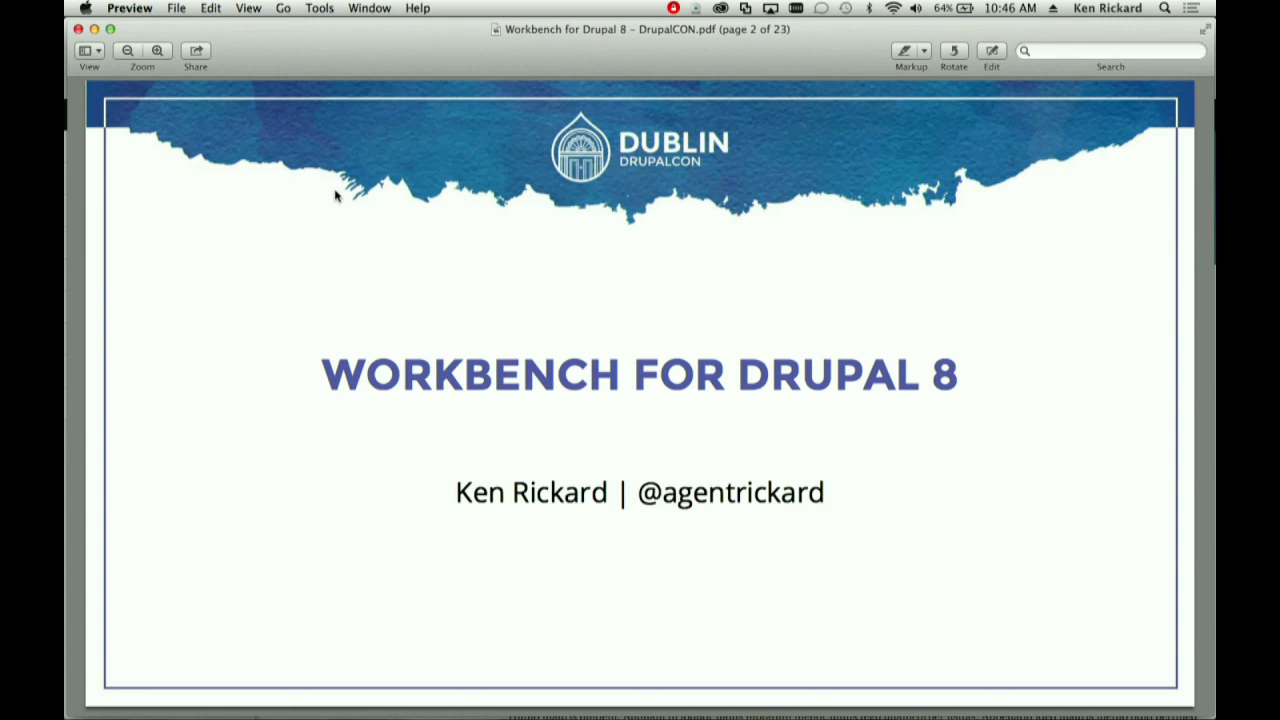 Preview File Edit View Go Tools Window Help 64% 10:46 AM Ken Rickard
Workbench for Drupal 8 – DrupalCON.pdf (page 2 of 23)
View Zoom Share Markup Rotate Edit Search
DUBLIN
DRUPALCON
WORKBENCH FOR DRUPAL 8
Ken Rickard | @agentrickard